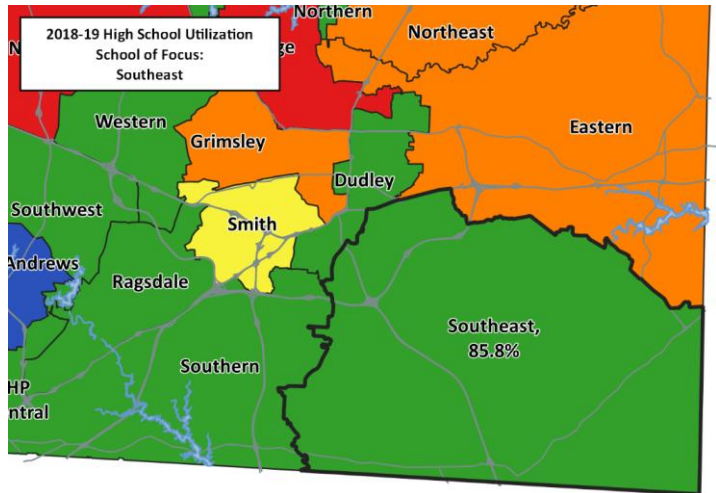 2018-19 High School Utilization
School of Focus:
Southeast
Northern
Northeast
Western
Grimsley
Eastern
Dudley
Southwest
Smith
Andrews
Ragsdale
Southeast,
85.8%
Southern
HP
ntral